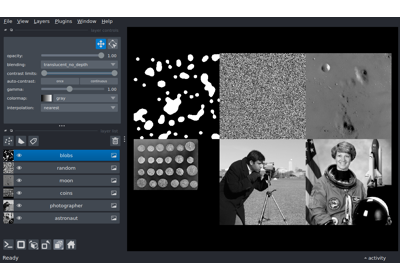 File View Layers Plugins Window Help
opacity: 1.00
blending: translucent_no_depth
contrast limits:
auto-contrast: once continuous
gamma: 1.00
colormap: gray
interpolation: nearest
blobs
random
moon
coins
photographer
astronaut
Ready activity